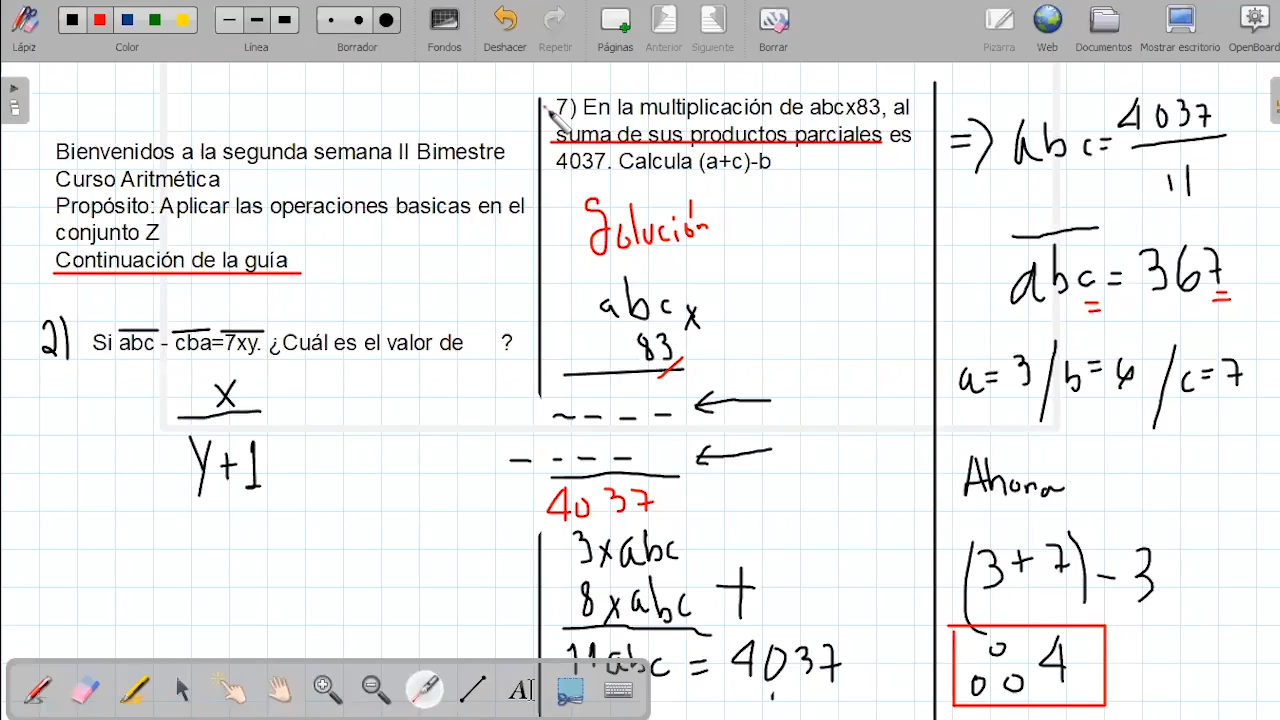 Lápiz
Color
Línea
Borrador
Fondos
Deshacer
Repetir
Páginas
Anterior
Siguiente
Borrar
Pizarra
Web
Documentos
Mostrar escritorio
OpenBoard
Bienvenidos a la segunda semana II Bimestre
Curso Aritmética
Propósito: Aplicar las operaciones basicas en el
conjunto Z
Continuación de la guía
2) Si abc - cba=7xy. ¿Cuál es el valor de ?
x
y+1
7) En la multiplicación de abcx83, al
suma de sus productos parciales es
4037. Calcula (a+c)-b
Solución
abc x
83
4037
3xabc
8xabc +
11abc = 4037
=> abc = 4037
11
abc = 367
a=3 / b=6 / c=7
Ahora
(3+7) - 3
4